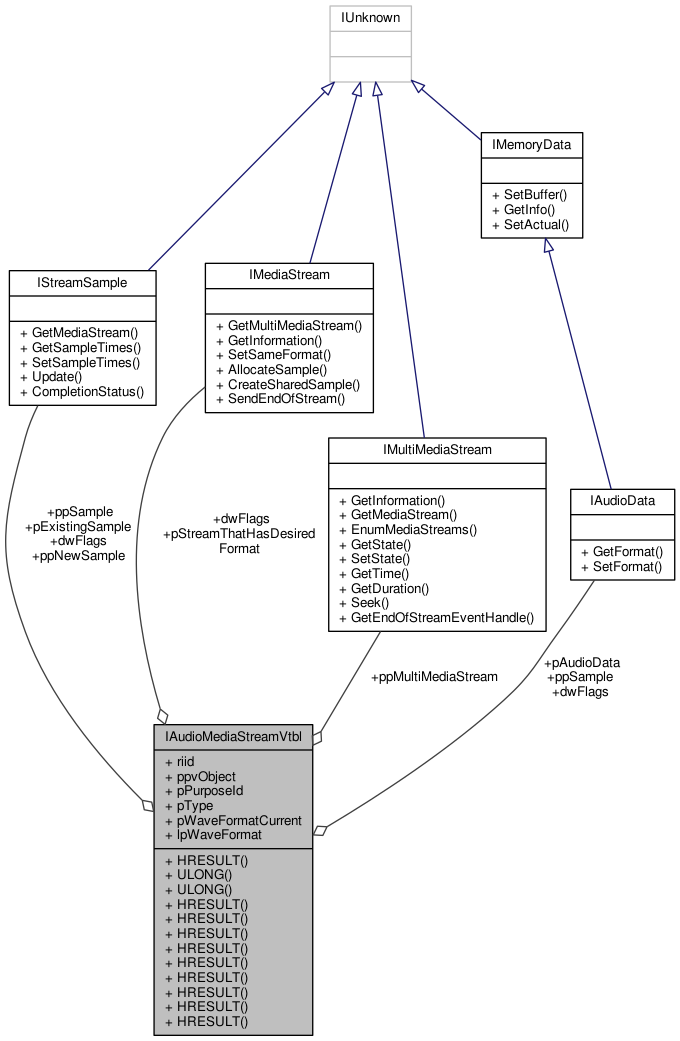 IUnknown
IMemoryData
+ SetBuffer()
+ GetInfo()
+ SetActual()
IStreamSample
+ GetMediaStream()
+ GetSampleTimes()
+ SetSampleTimes()
+ Update()
+ CompletionStatus()
IMediaStream
+ GetMultiMediaStream()
+ GetInformation()
+ SetSameFormat()
+ AllocateSample()
+ CreateSharedSample()
+ SendEndOfStream()
IMultiMediaStream
+ GetInformation()
+ GetMediaStream()
+ EnumMediaStreams()
+ GetState()
+ SetState()
+ GetTime()
+ GetDuration()
+ Seek()
+ GetEndOfStreamEventHandle()
IAudioData
+ GetFormat()
+ SetFormat()
+ppSample
+pExistingSample
+dwFlags
+ppNewSample
+dwFlags
+pStreamThatHasDesired
Format
+ppMultiMediaStream
+pAudioData
+ppSample
+dwFlags
IAudioMediaStreamVtbl
+ riid
+ ppvObject
+ pPurposeId
+ pType
+ pWaveFormatCurrent
+ lpWaveFormat
+ HRESULT()
+ ULONG()
+ ULONG()
+ HRESULT()
+ HRESULT()
+ HRESULT()
+ HRESULT()
+ HRESULT()
+ HRESULT()
+ HRESULT()
+ HRESULT()
+ HRESULT()